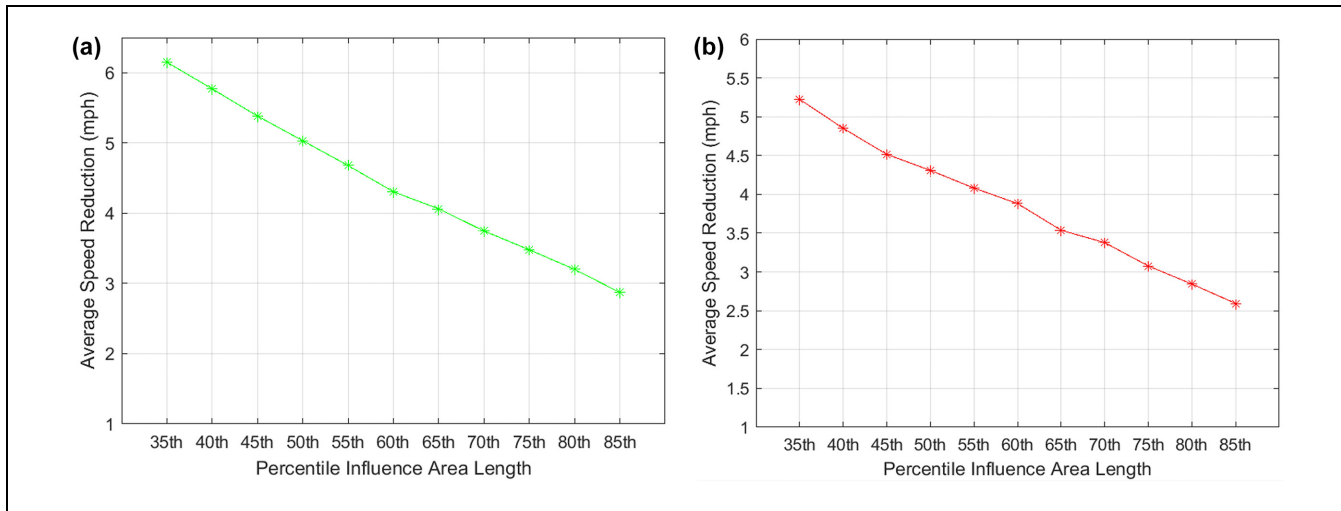 (a)
Average Speed Reduction (mph)
6
5
4
3
2
1
35th 40th 45th 50th 55th 60th 65th 70th 75th 80th 85th
Percentile Influence Area Length
(b)
Average Speed Reduction (mph)
6
5.5
5
4.5
4
3.5
3
2.5
2
1.5
1
35th 40th 45th 50th 55th 60th 65th 70th 75th 80th 85th
Percentile Influence Area Length